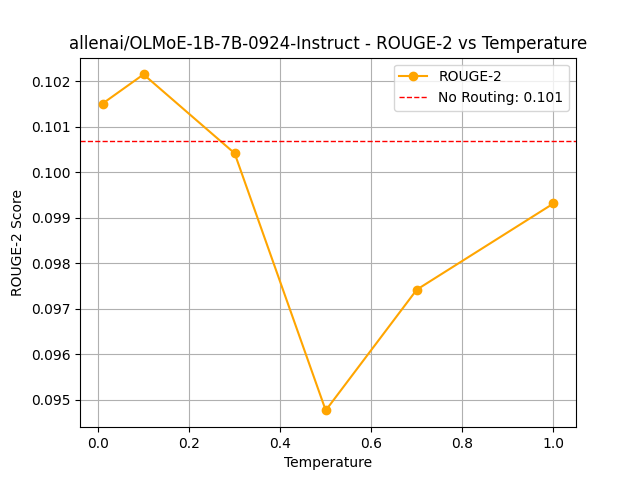 allenai/OLMoE-1B-7B-0924-Instruct - ROUGE-2 vs Temperature
ROUGE-2
No Routing: 0.101
ROUGE-2 Score
0.102
0.101
0.100
0.099
0.098
0.097
0.096
0.095
0.0 0.2 0.4 0.6 0.8 1.0
Temperature